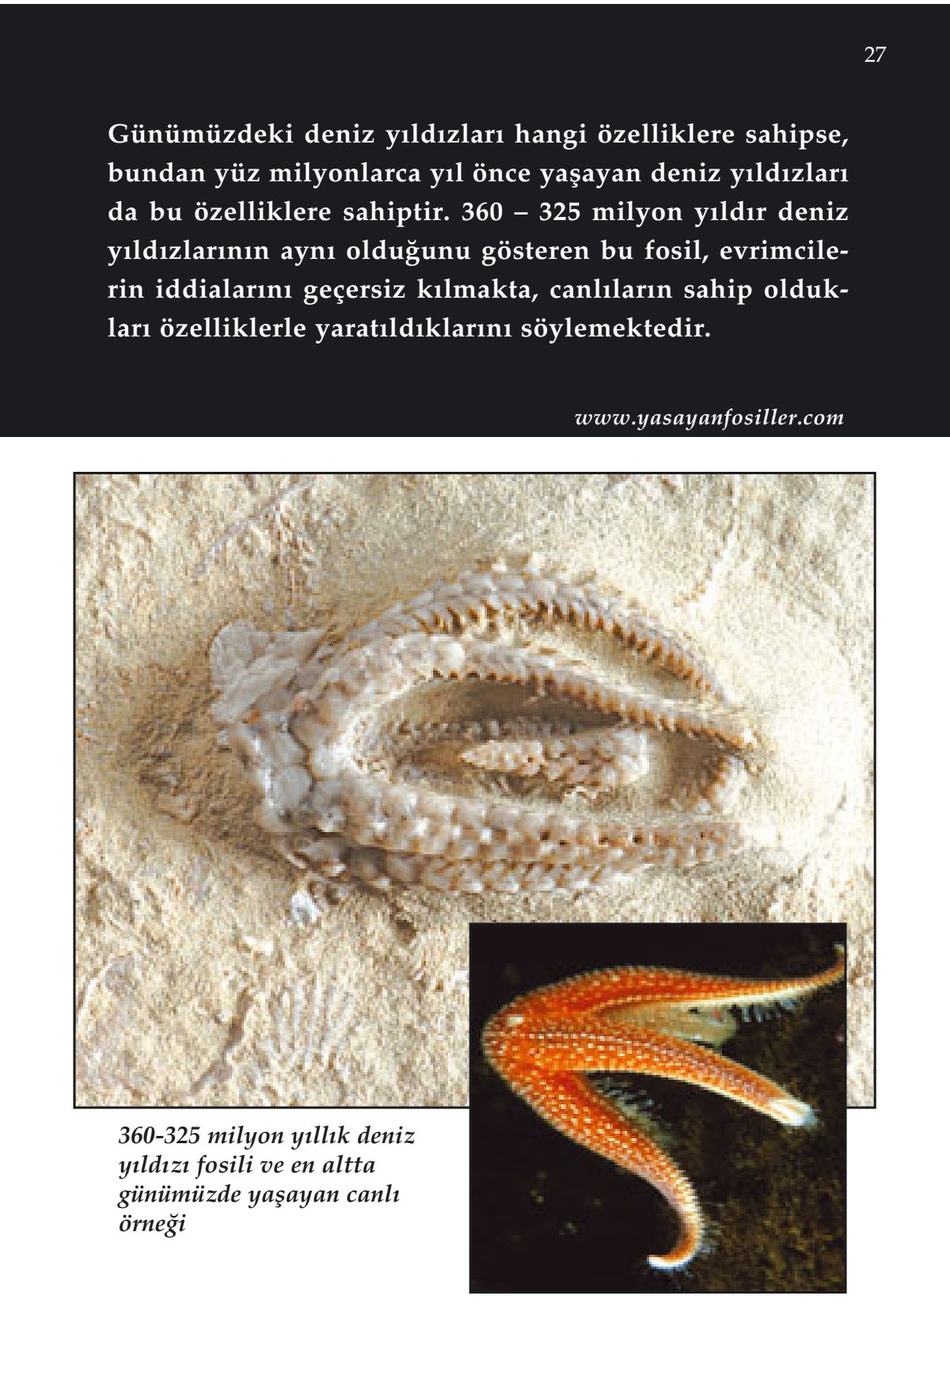 27
Günümüzdeki deniz yıldızları hangi özelliklere sahipse,
bundan yüz milyonlarca yıl önce yaşayan deniz yıldızları
da bu özelliklere sahiptir. 360 – 325 milyon yıldır deniz
yıldızlarının aynı olduğunu gösteren bu fosil, evrimcile-
rin iddialarını geçersiz kılmakta, canlıların sahip olduk-
ları özelliklerle yaratıldıklarını söylemektedir.
www.yasayanfosiller.com
360-325 milyon yıllık deniz
yıldızı fosili ve en altta
günümüzde yaşayan canlı
örneği